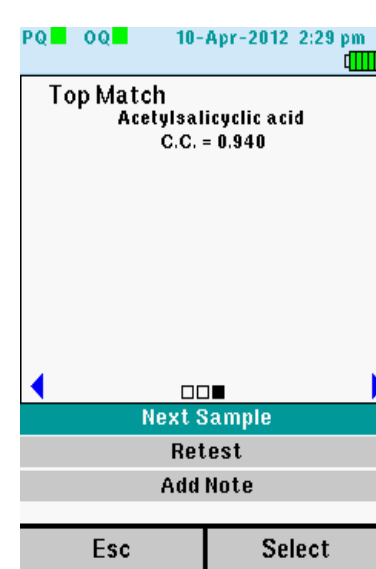 PQ OQ 10-Apr-2012 2:29 pm
Top Match
Acetylsalicyclic acid
C.C. = 0.940
Next Sample
Retest
Add Note
Esc Select